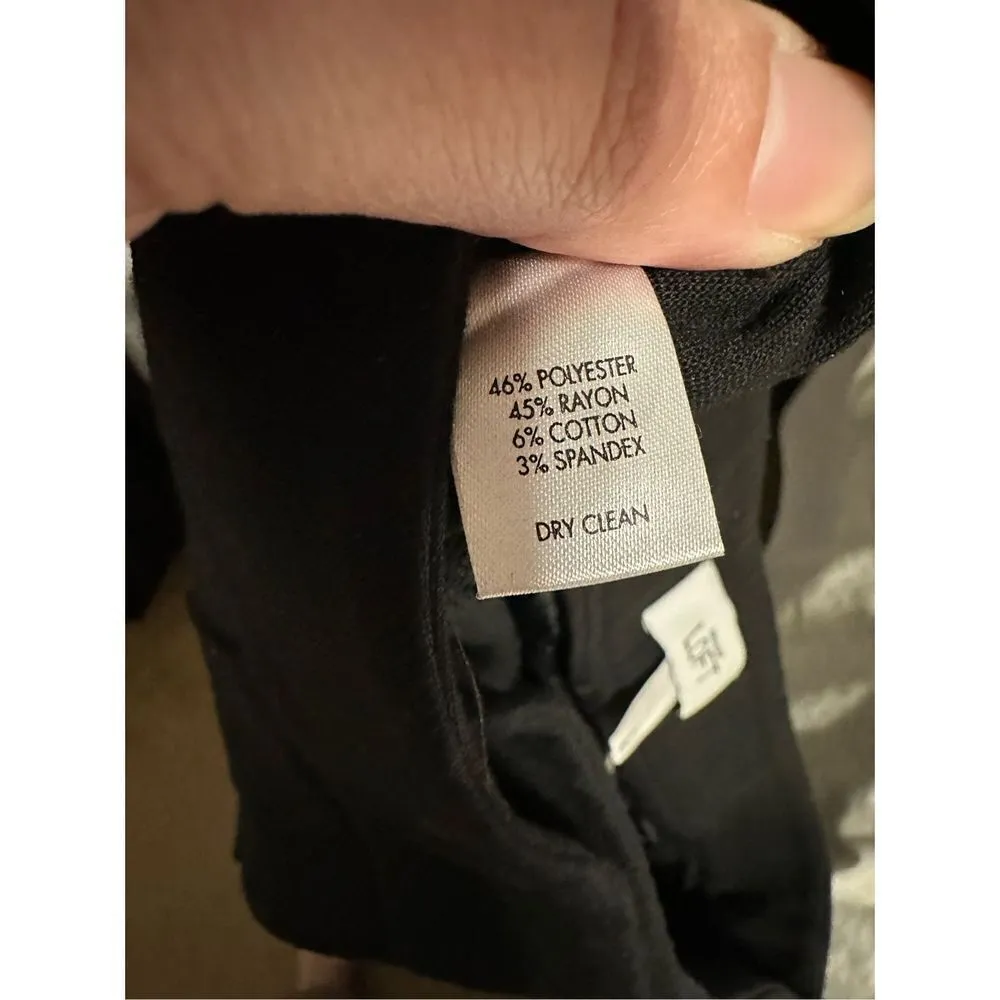 46% POLYESTER
45% RAYON
6% COTTON
3% SPANDEX
DRY CLEAN
LOFT